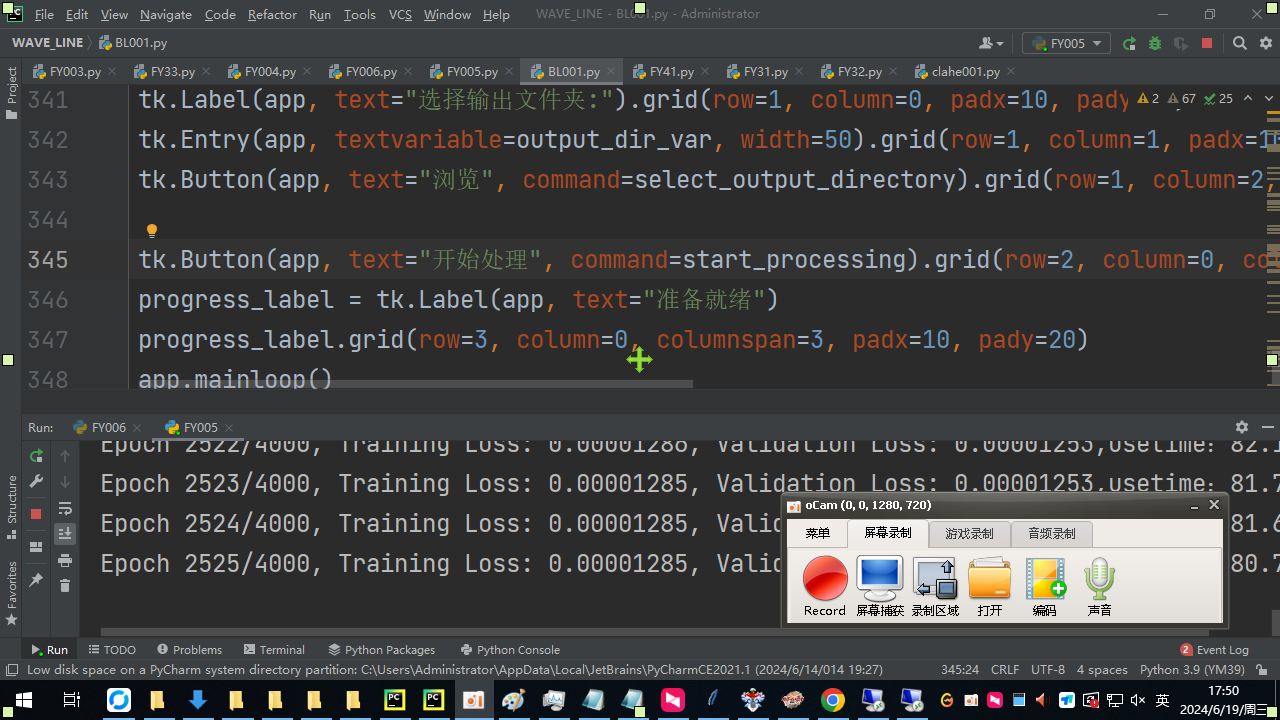 File Edit View Navigate Code Refactor Run Tools VCS Window Help WAVE_LINE - BL001.py - Administrator
WAVE_LINE BL001.py FY005
Project
FY003.py FY33.py FY004.py FY006.py FY005.py BL001.py FY41.py FY31.py FY32.py clahe001.py
341 tk.Label(app, text="选择输出文件夹:").grid(row=1, column=0, padx=10, pady
2 67 25
342 tk.Entry(app, textvariable=output_dir_var, width=50).grid(row=1, column=1, padx=1
343 tk.Button(app, text="浏览", command=select_output_directory).grid(row=1, column=2,
344
345 tk.Button(app, text="开始处理", command=start_processing).grid(row=2, column=0, co
346 progress_label = tk.Label(app, text="准备就绪")
347 progress_label.grid(row=3, column=0, columnspan=3, padx=10, pady=20)
348 app.mainloop()
Run: FY006 FY005
Epoch 2522/4000, Training Loss: 0.00001286, Validation Loss: 0.00001253,usetime: 82.1
Epoch 2523/4000, Training Loss: 0.00001285, Validation Loss: 0.00001253,usetime: 81.7
Epoch 2524/4000, Training Loss: 0.00001285, Valid 81.6
Epoch 2525/4000, Training Loss: 0.00001285, Valid 80.7
Structure
Favorites
oCam (0, 0, 1280, 720)
菜单 屏幕录制 游戏录制 音频录制
Record 屏幕捕获 录制区域 打开 编码 声音
Run TODO Problems Terminal Python Packages Python Console 2 Event Log
Low disk space on a PyCharm system directory partition: C:\Users\Administrator\AppData\Local\JetBrains\PyCharmCE2021.1 (2024/6/14/014 19:27) 345:24 CRLF UTF-8 4 spaces Python 3.9 (YM39)
英
17:50
2024/6/19/周三